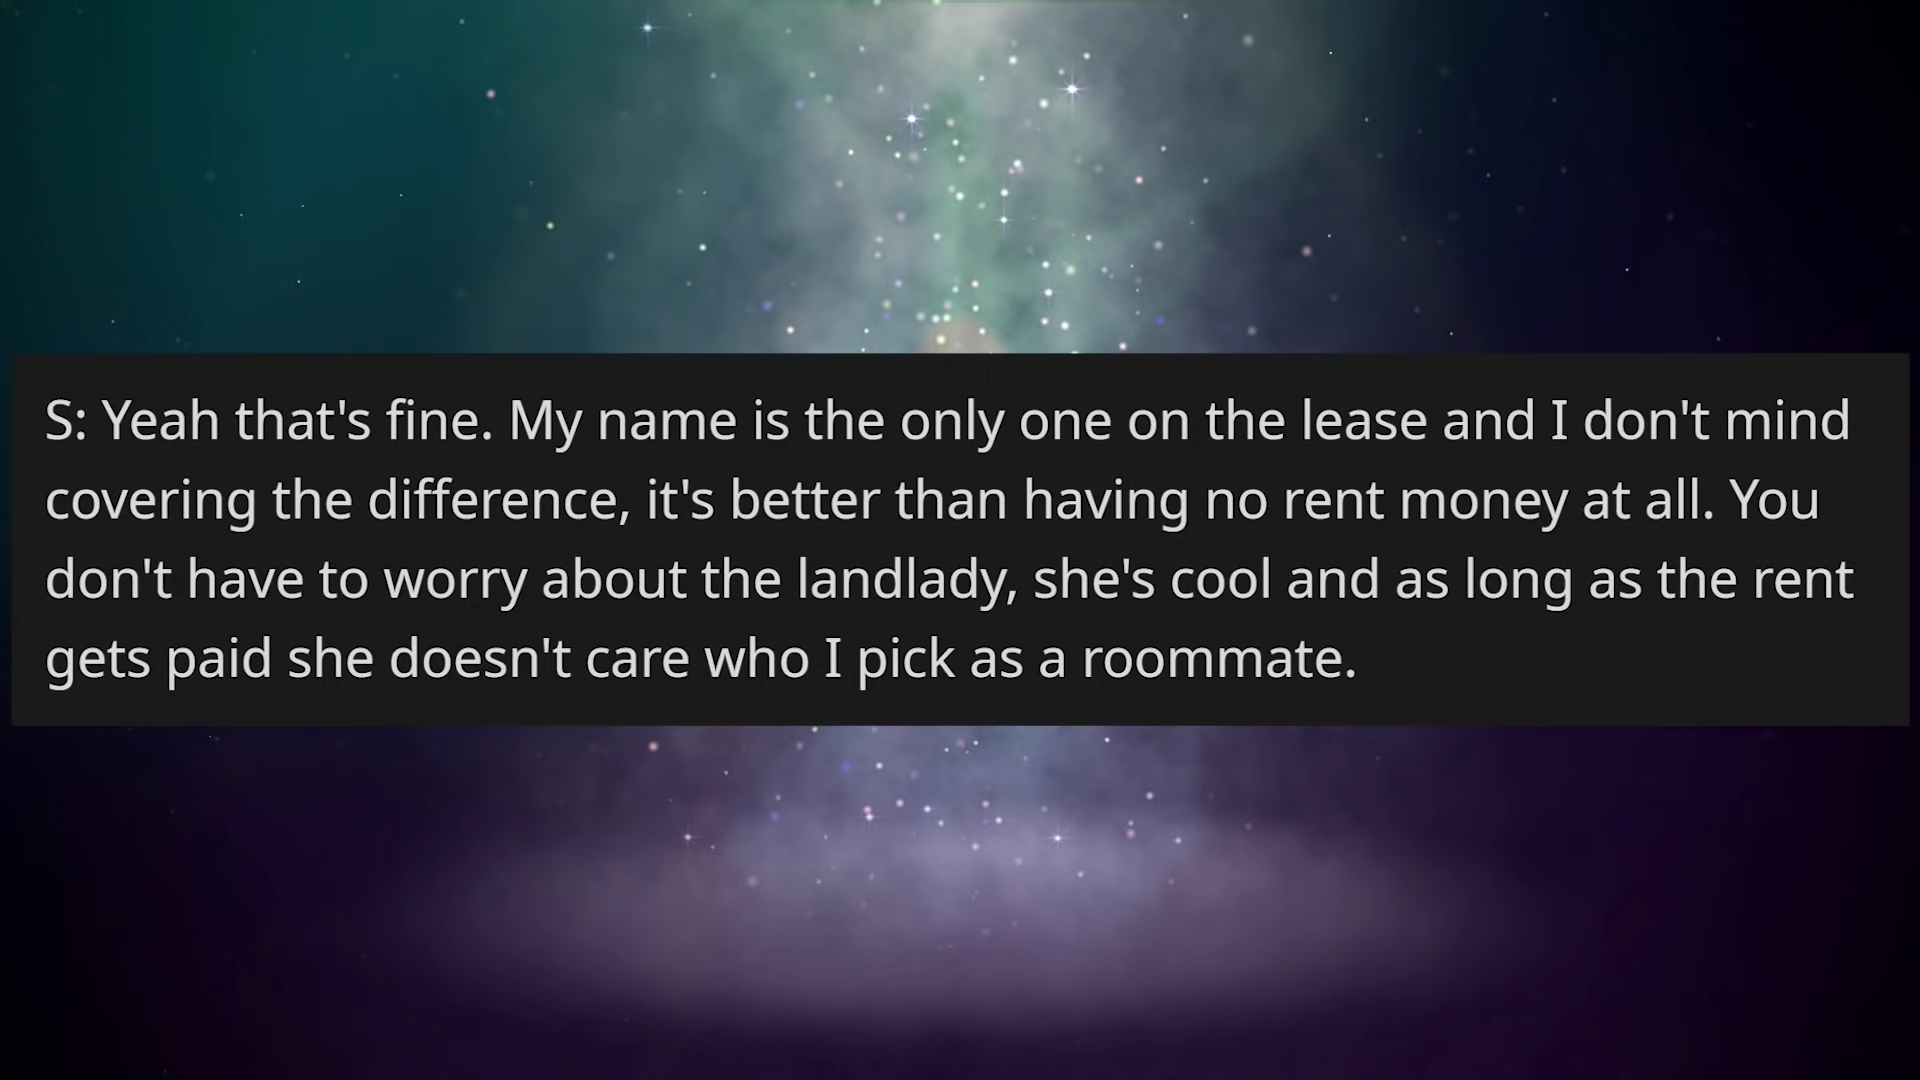 S: Yeah that's fine. My name is the only one on the lease and I don't mind
covering the difference, it's better than having no rent money at all. You
don't have to worry about the landlady, she's cool and as long as the rent
gets paid she doesn't care who I pick as a roommate.